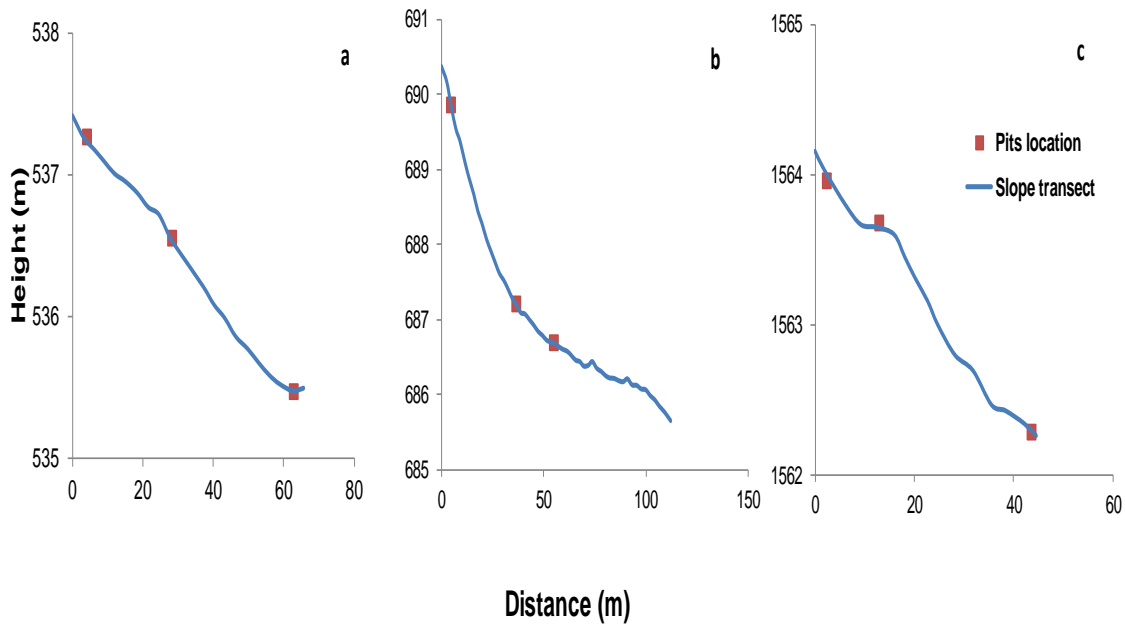 a
538
537
536
535
0 20 40 60 80
b
691
690
689
688
687
686
685
0 50 100 150
c
1565
1564
1563
1562
0 20 40 60
Pits location
Slope transect
Height (m)
Distance (m)